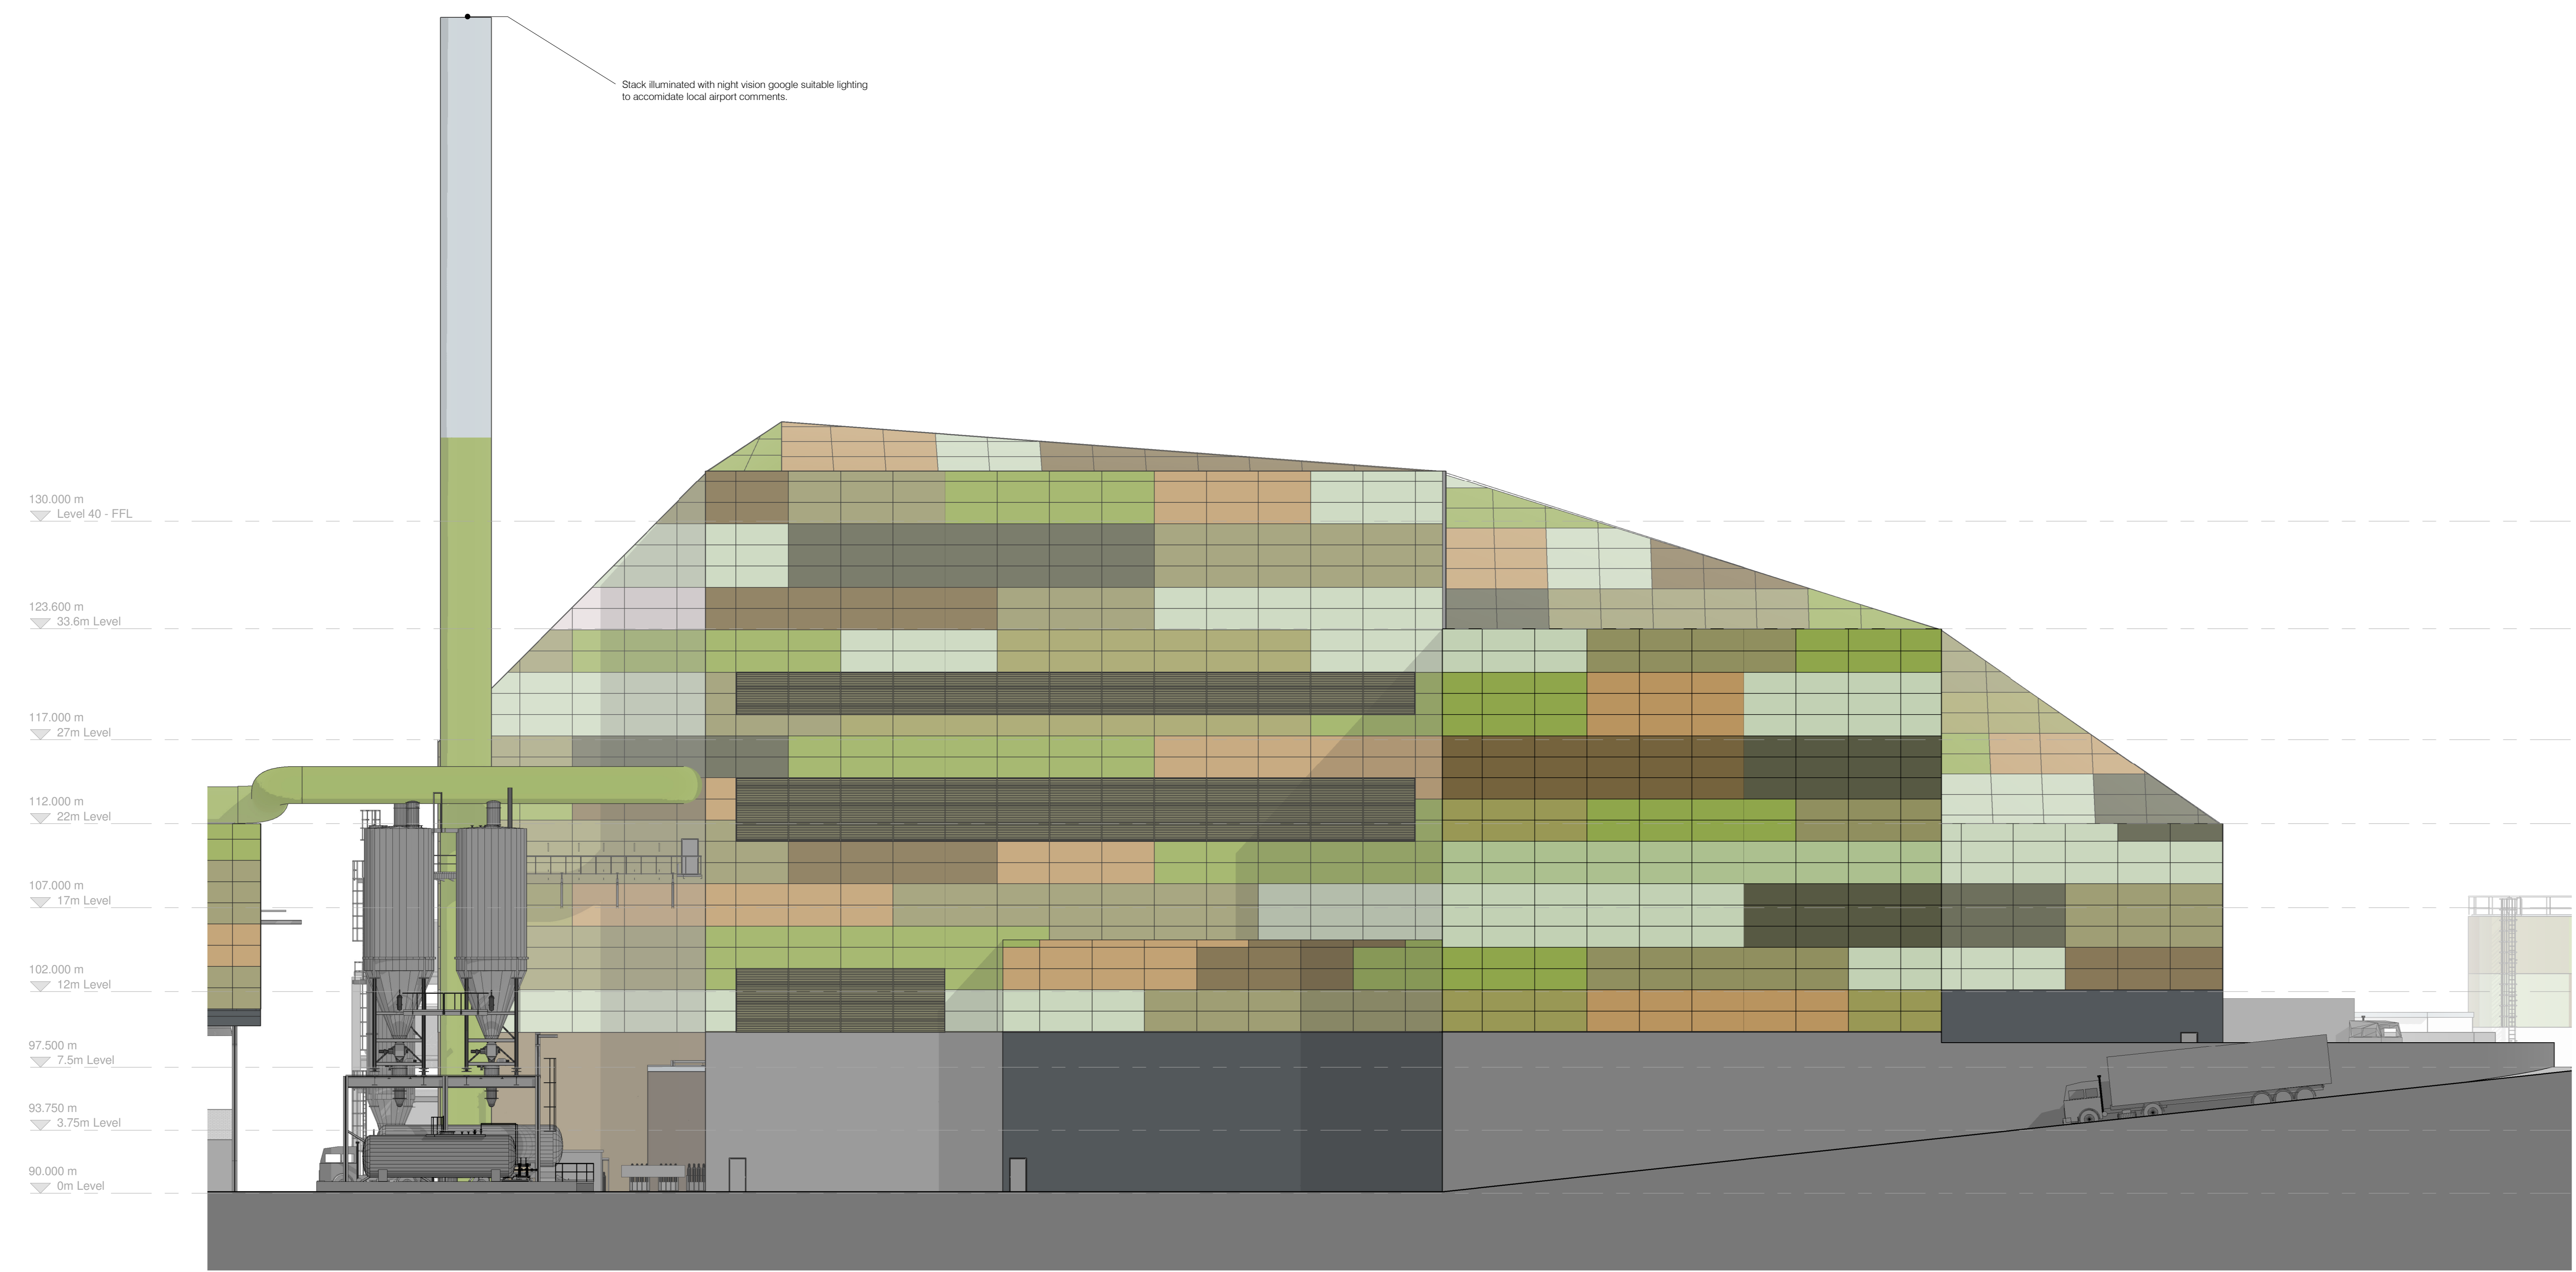 Stack illuminated with night vision google suitable lighting
to accomidate local airport comments.
130.000 m
Level 40 - FFL
123.600 m
33.6m Level
117.000 m
27m Level
112.000 m
22m Level
107.000 m
17m Level
102.000 m
12m Level
97.500 m
7.5m Level
93.750 m
3.75m Level
90.000 m
0m Level